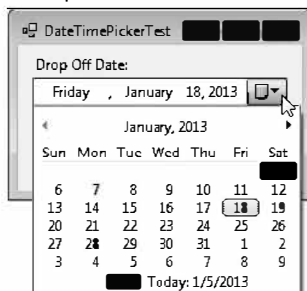 DateTimePickerTest
Drop Off Date:
Friday , January 18, 2013
January, 2013
Sun Mon Tue Wed Thu Fri Sat
6 7 8 9 10 11 12
13 14 15 16 17 18 19
20 21 22 23 24 25 26
27 28 29 30 31 1 2
3 4 5 6 7 8 9
Today: 1/5/2013